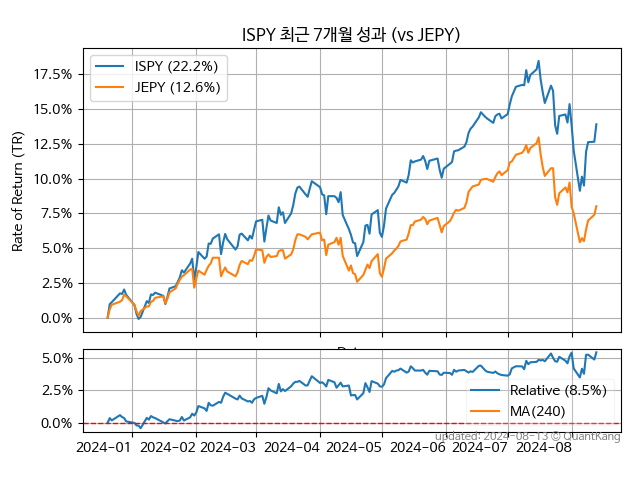 ISPY 최근 7개월 성과 (vs JEPY)
ISPY (22.2%)
JEPY (12.6%)
Rate of Return (TR)
17.5%
15.0%
12.5%
10.0%
7.5%
5.0%
2.5%
0.0%
5.0%
2.5%
0.0%
Relative (8.5%)
MA(240)
2024-01 2024-02 2024-03 2024-04 2024-05 2024-06 2024-07 2024-08
updated: 2024-08-13 © QuantKang